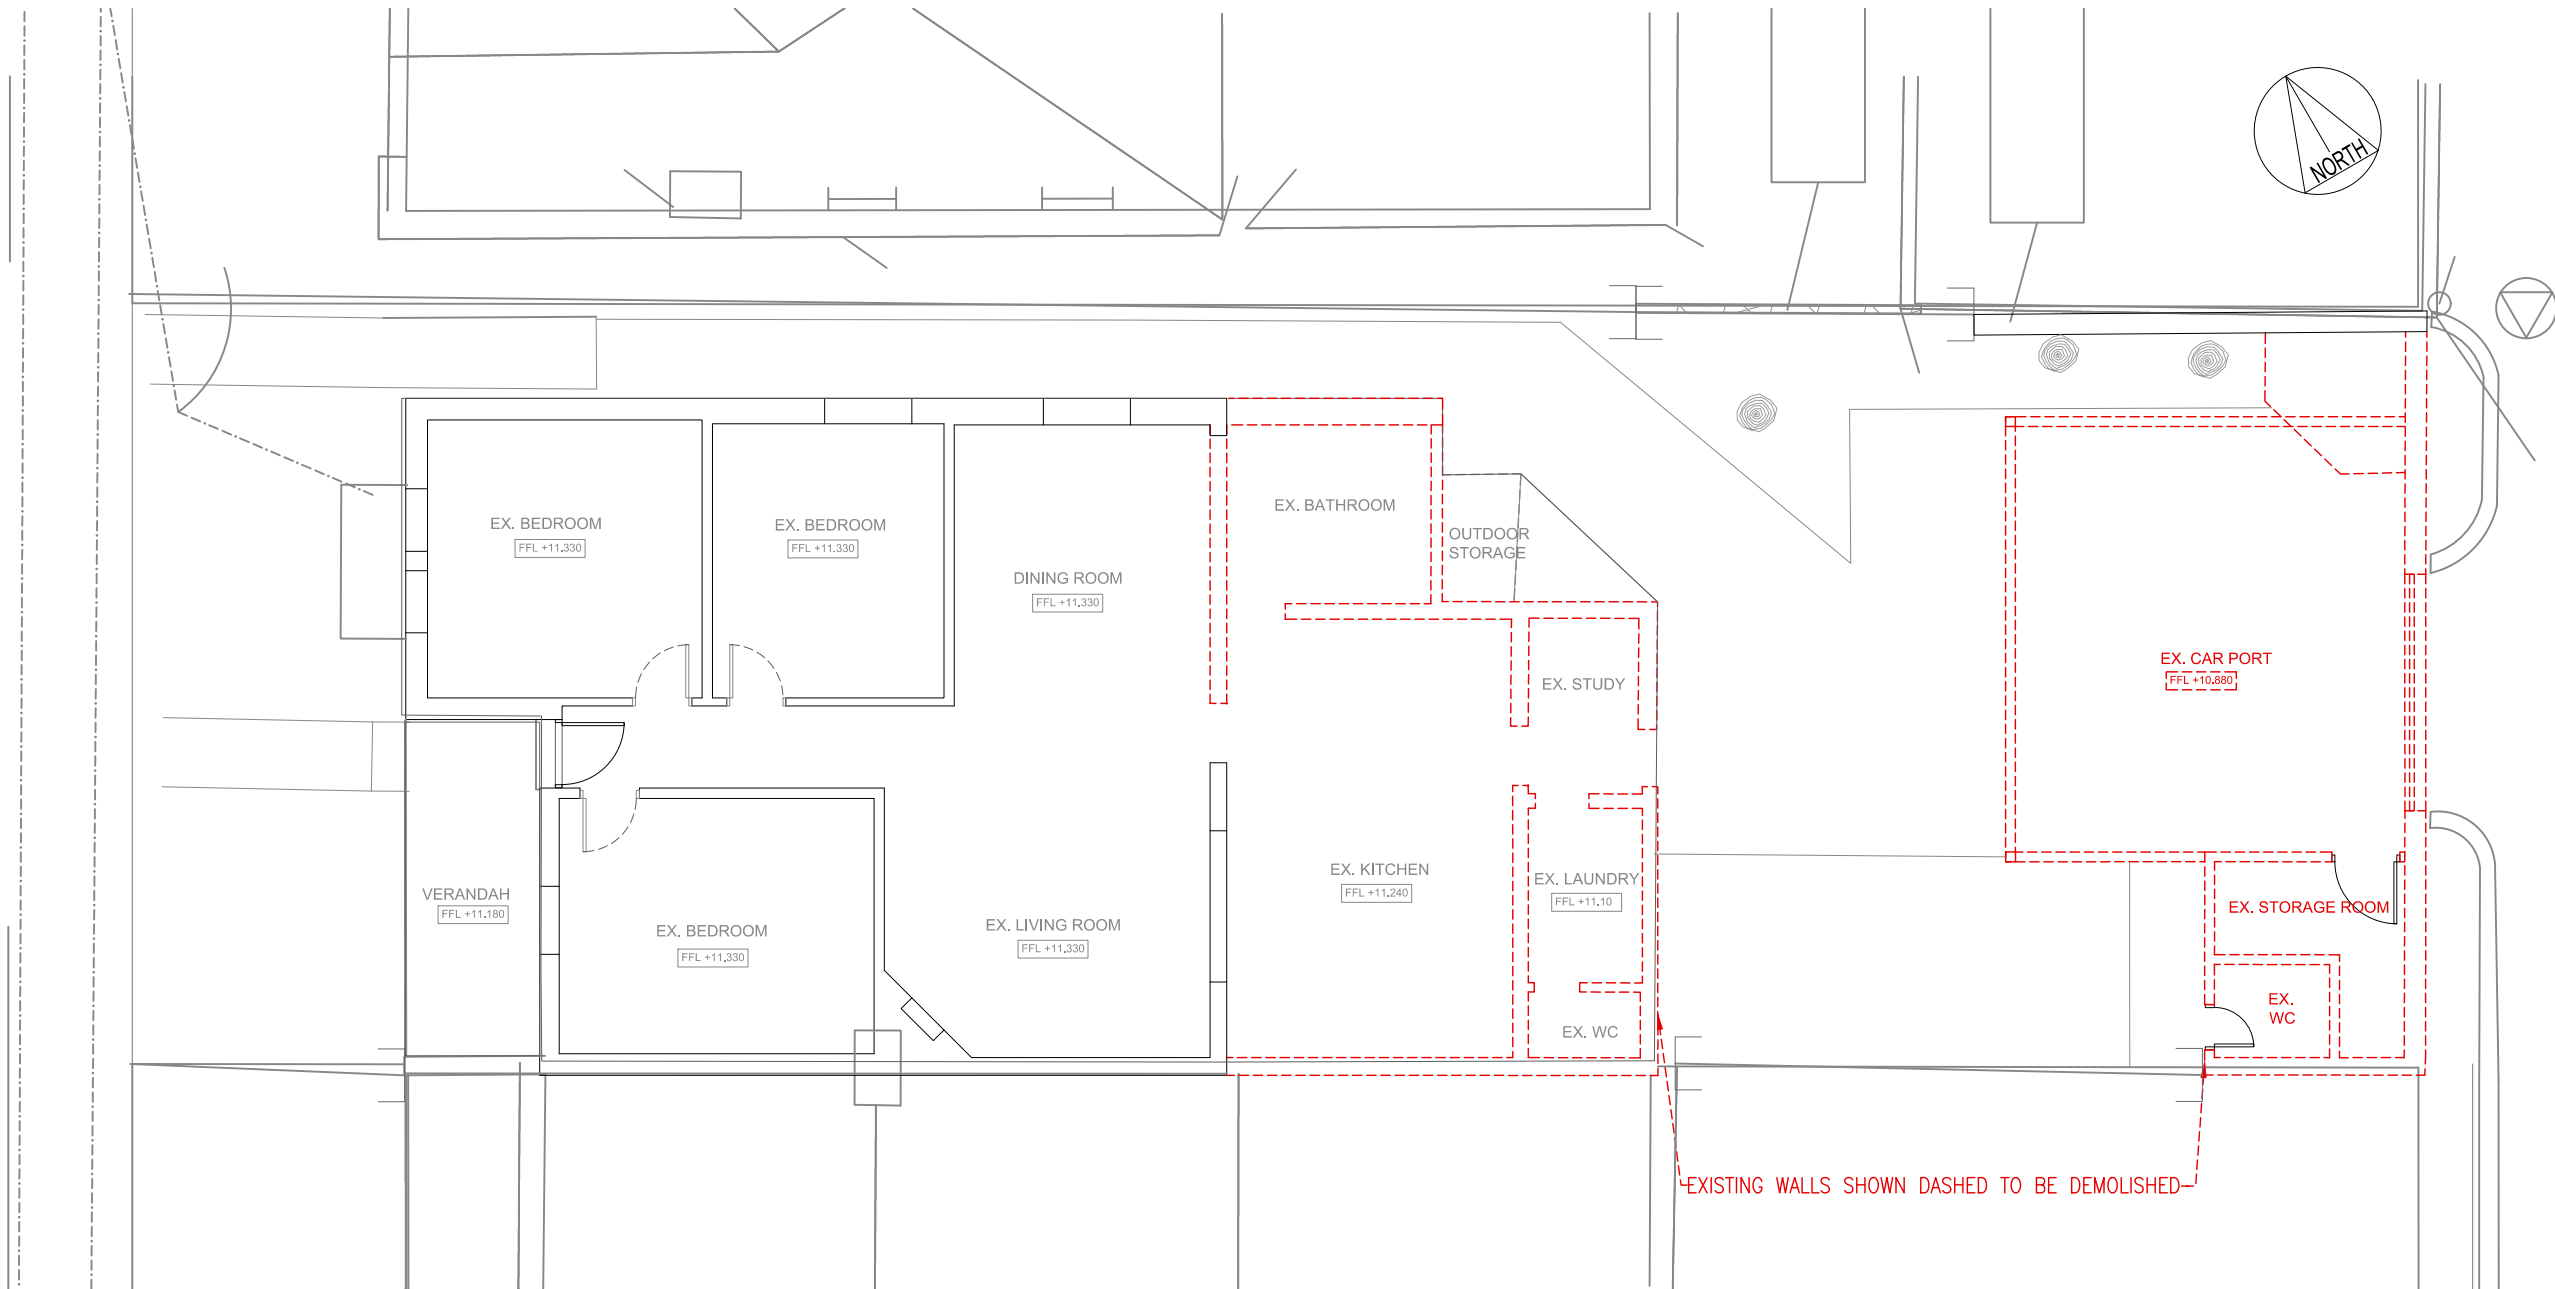 NORTH
EX. BEDROOM
FFL +11.330
EX. BEDROOM
FFL +11.330
DINING ROOM
FFL +11.330
EX. BATHROOM
OUTDOOR
STORAGE
EX. STUDY
EX. CAR PORT
FFL +10.880
VERANDAH
FFL +11.180
EX. BEDROOM
FFL +11.330
EX. LIVING ROOM
FFL +11.330
EX. KITCHEN
FFL +11.240
EX. LAUNDRY
FFL +11.10
EX. WC
EX. STORAGE ROOM
EX.
WC
EXISTING WALLS SHOWN DASHED TO BE DEMOLISHED